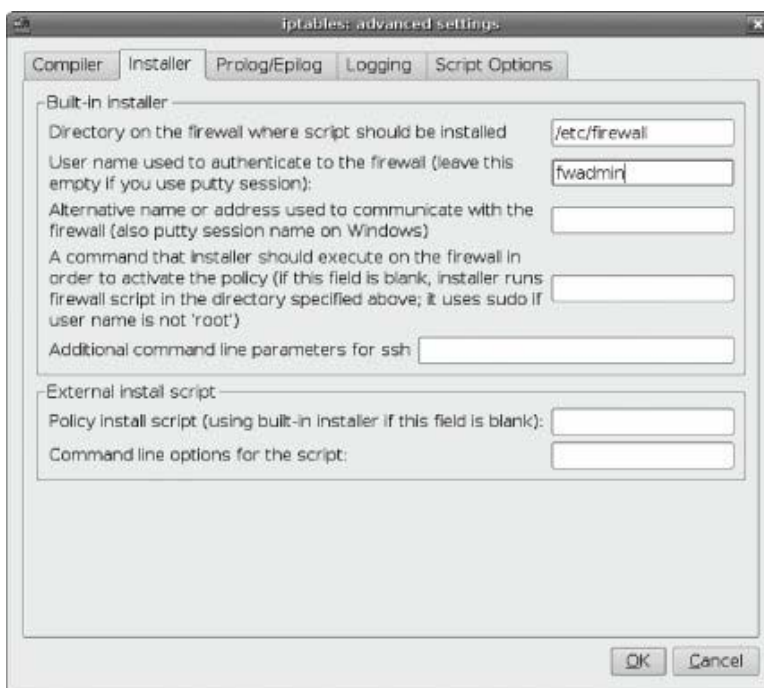 iptables: advanced settings
Compiler
Installer
Prolog/Epilog
Logging
Script Options
Built-in installer
Directory on the firewall where script should be installed
/etc/firewall
User name used to authenticate to the firewall (leave this
empty if you use putty session):
fwadmin
Alternative name or address used to communicate with the
firewall (also putty session name on Windows)
A command that installer should execute on the firewall in
order to activate the policy (if this field is blank, installer runs
firewall script in the directory specified above; it uses sudo if
user name is not 'root')
Additional command line parameters for ssh
External install script
Policy install script (using built-in installer if this field is blank):
Command line options for the script:
OK
Cancel